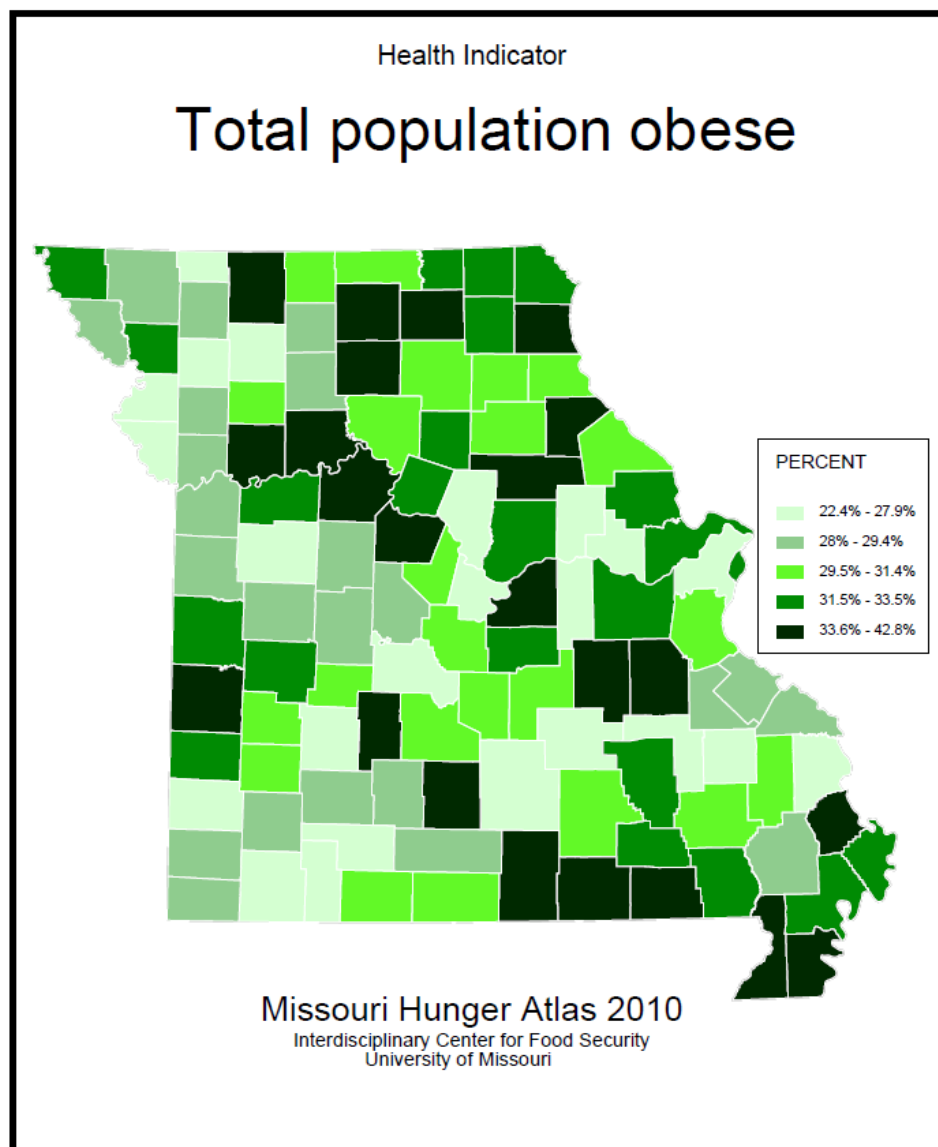 Health Indicator
Total population obese
PERCENT
22.4% - 27.9%
28% - 29.4%
29.5% - 31.4%
31.5% - 33.5%
33.6% - 42.8%
Missouri Hunger Atlas 2010
Interdisciplinary Center for Food Security
University of Missouri